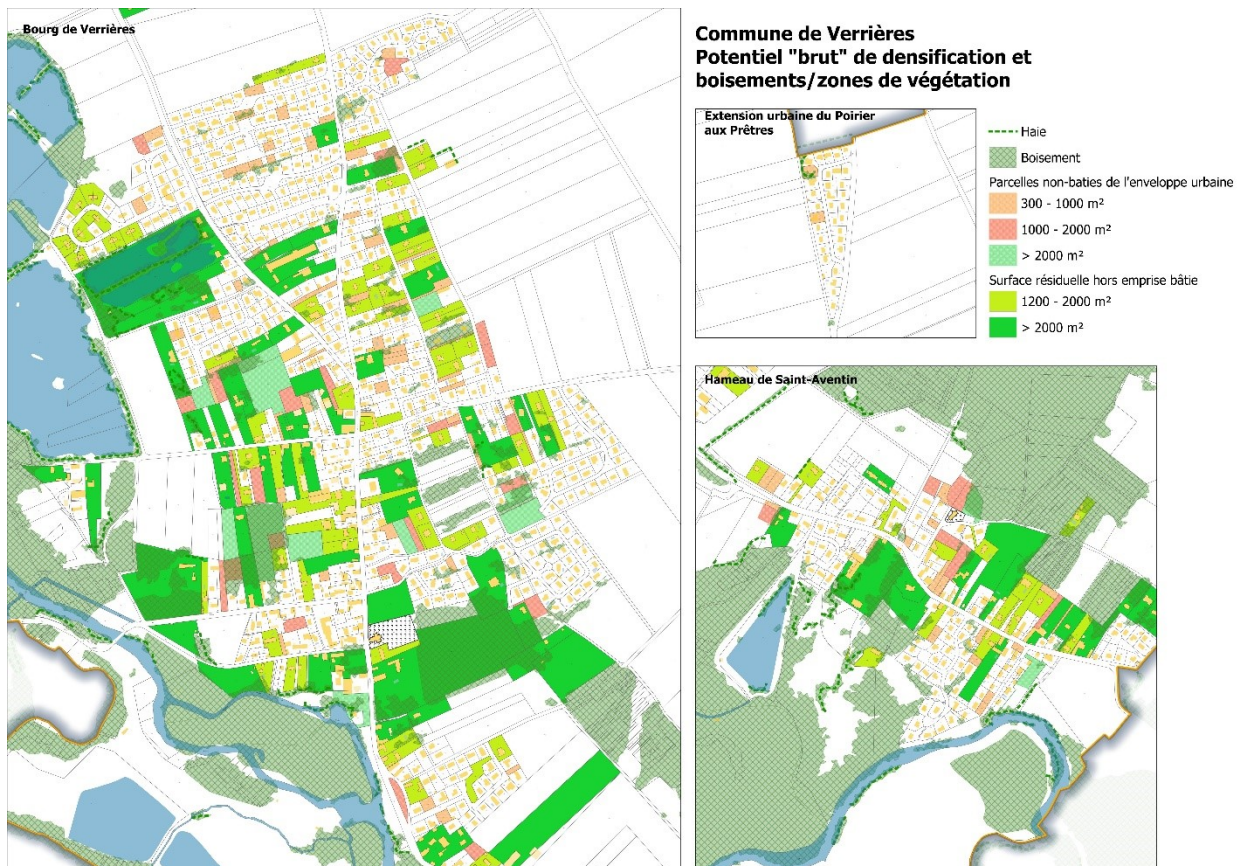 Bourg de Verrières
Commune de Verrières
Potentiel "brut" de densification et
boisements/zones de végétation
Extension urbaine du Poirier
aux Prêtres
Haie
Boisement
Parcelles non-baties de l'enveloppe urbaine
300 - 1000 m²
1000 - 2000 m²
> 2000 m²
Surface résiduelle hors emprise bâtie
1200 - 2000 m²
> 2000 m²
Hameau de Saint-Aventin